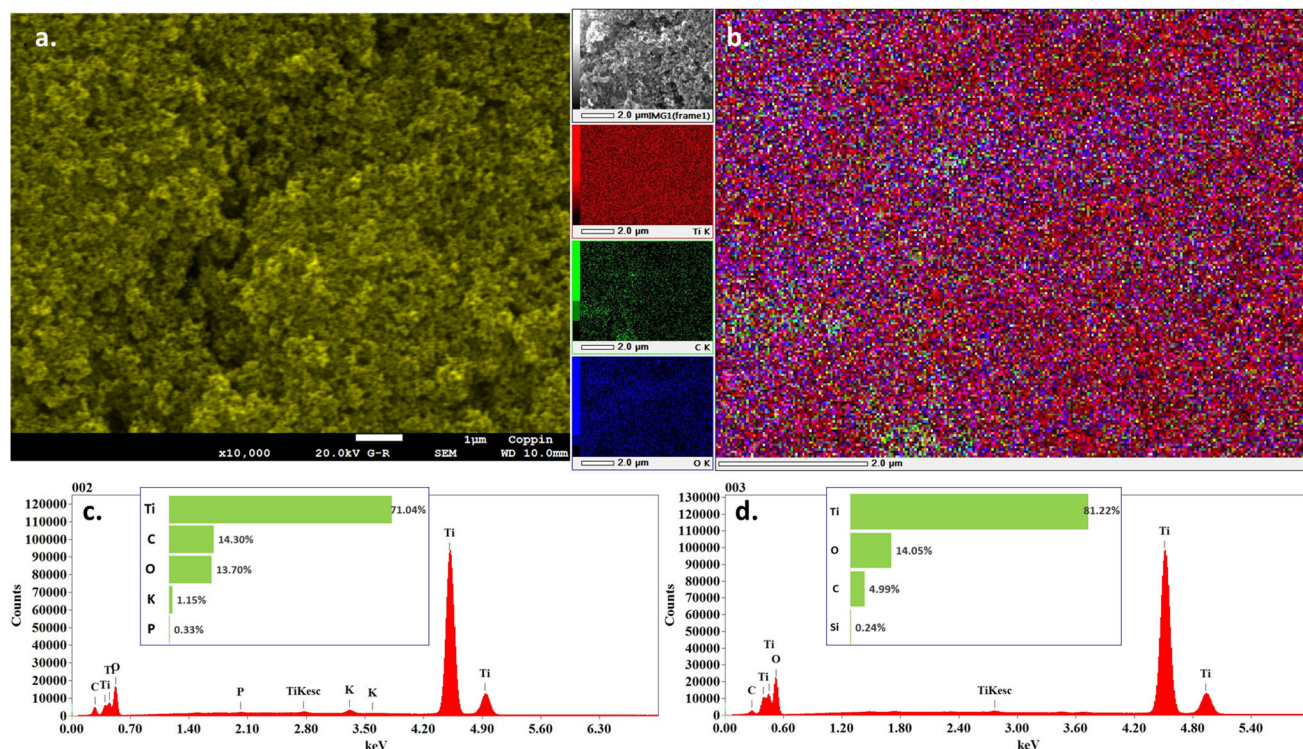 a.
1µm Coppin
x10,000 20.0kV G-R SEM WD 10.0mm
2.0 µm IMG1(frame1)
2.0 µm Ti K
2.0 µm C K
2.0 µm O K
b.
2.0 µm
002
c.
120000
110000
100000
90000
80000
70000
60000
50000
40000
30000
20000
10000
0
Counts
Ti 71.04%
C 14.30%
O 13.70%
K 1.15%
P 0.33%
C Ti Ti O P TiKesc K K Ti Ti
0.00 0.70 1.40 2.10 2.80 3.50 4.20 4.90 5.60 6.30
keV
003
d.
130000
120000
110000
100000
90000
80000
70000
60000
50000
40000
30000
20000
10000
0
Counts
Ti 81.22%
O 14.05%
C 4.99%
Si 0.24%
C Ti Ti O TiKesc Ti Ti
0.00 0.60 1.20 1.80 2.40 3.00 3.60 4.20 4.80 5.40
keV